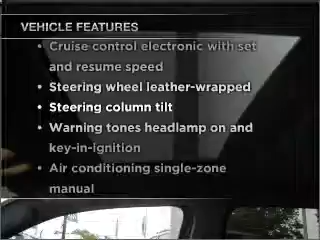 VEHICLE FEATURES
• Cruise control electronic with set
and resume speed
• Steering wheel leather-wrapped
• Steering column tilt
• Warning tones headlamp on and
key-in-ignition
• Air conditioning single-zone
manual